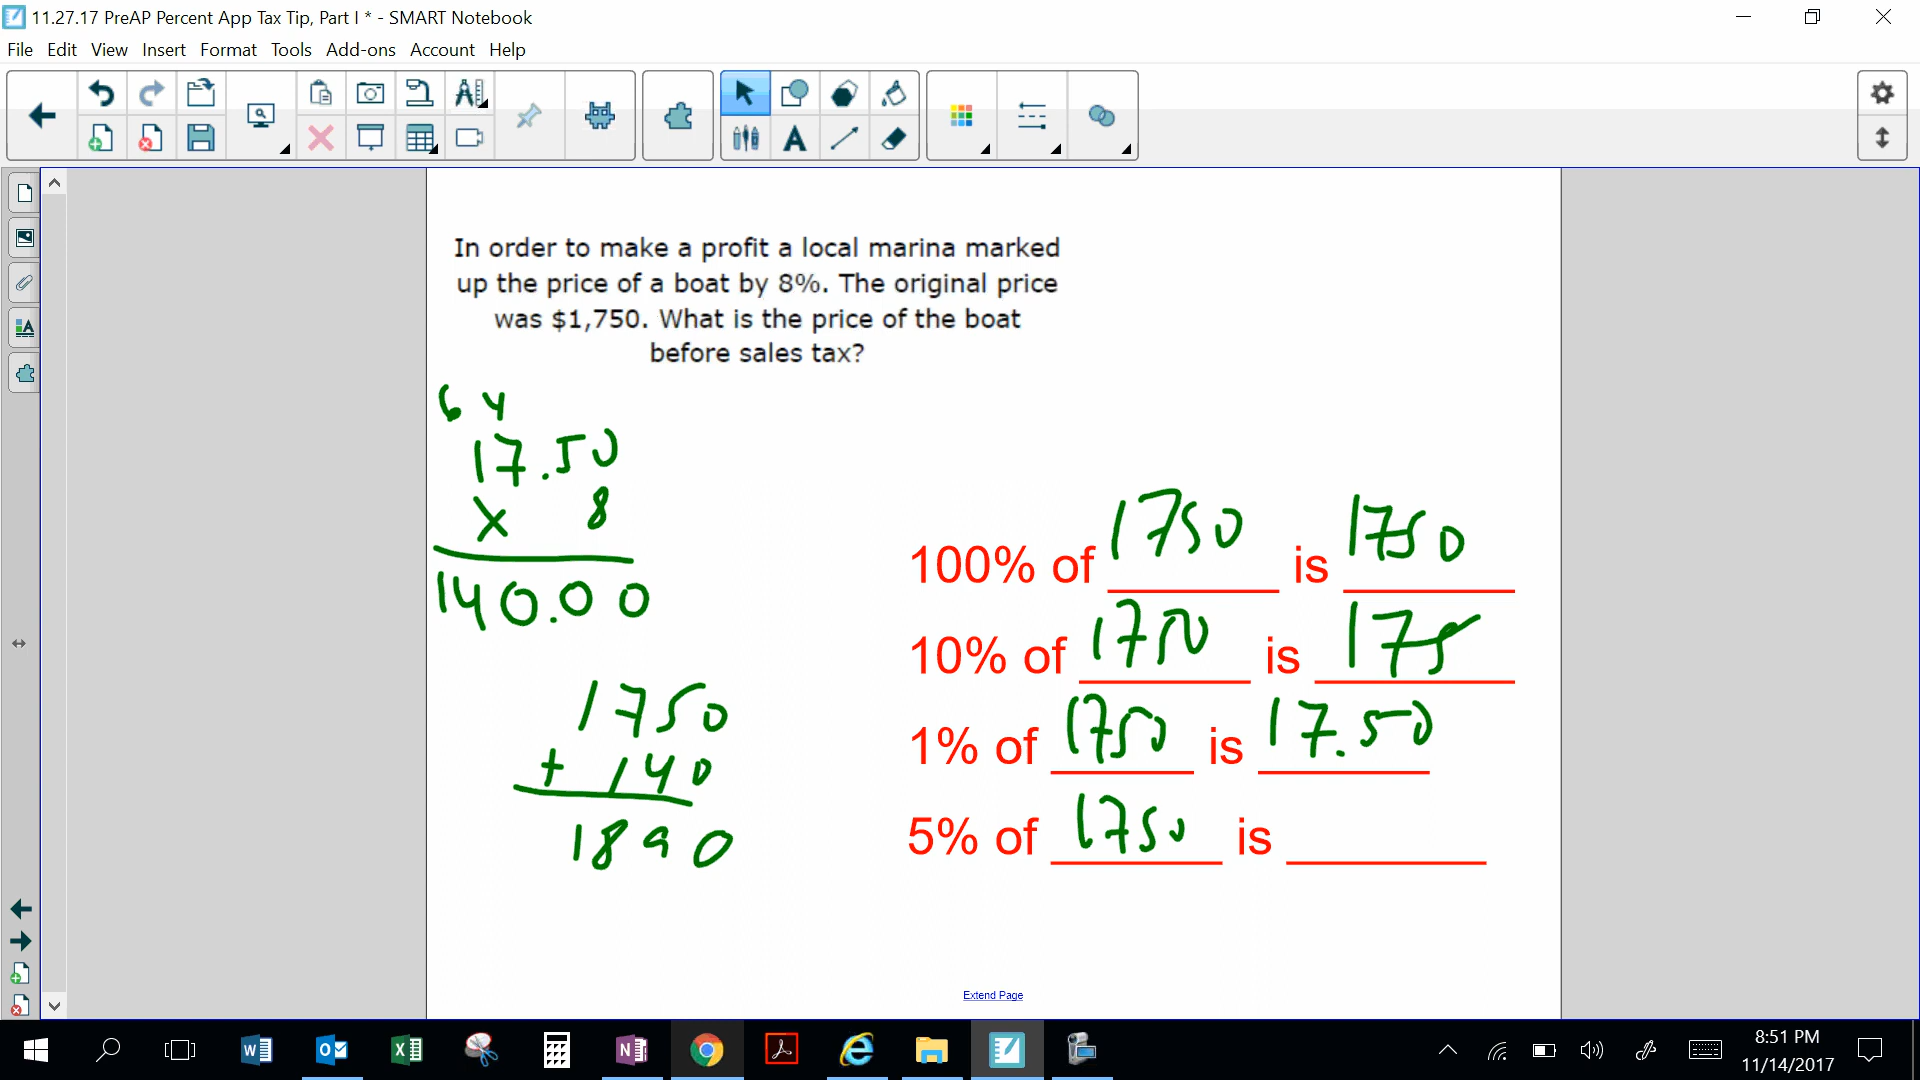 11.27.17 PreAP Percent App Tax Tip, Part I * - SMART Notebook
File Edit View Insert Format Tools Add-ons Account Help
In order to make a profit a local marina marked
up the price of a boat by 8%. The original price
was $1,750. What is the price of the boat
before sales tax?
6 4
17.50
x 8
140.00
1750
+ 140
1890
100% of 1750 is 1750
10% of 1750 is 175
1% of 1750 is 17.50
5% of 1750 is
Extend Page
8:51 PM
11/14/2017